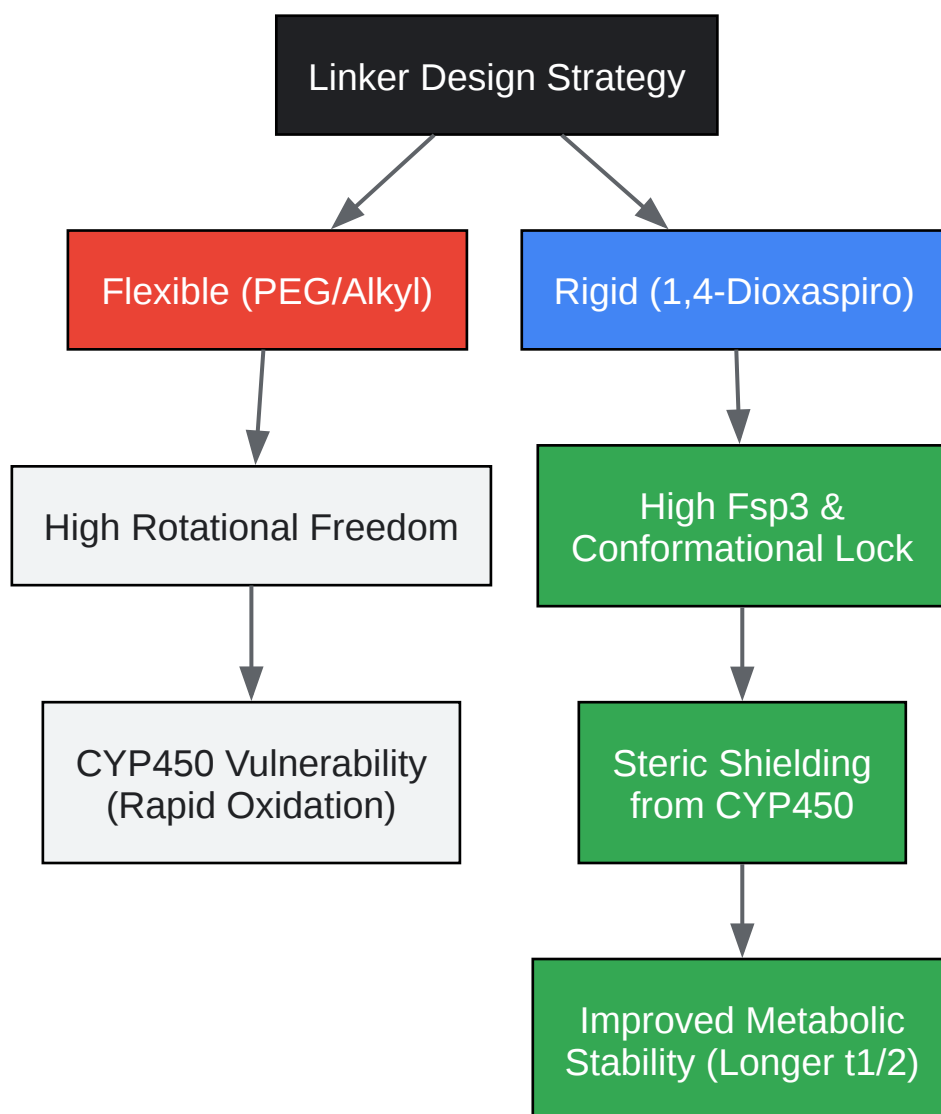 Linker Design Strategy
Flexible (PEG/Alkyl)
Rigid (1,4-Dioxaspiro)
High Rotational Freedom
High Fsp3 &
Conformational Lock
CYP450 Vulnerability
(Rapid Oxidation)
Steric Shielding
from CYP450
Improved Metabolic
Stability (Longer t1/2)